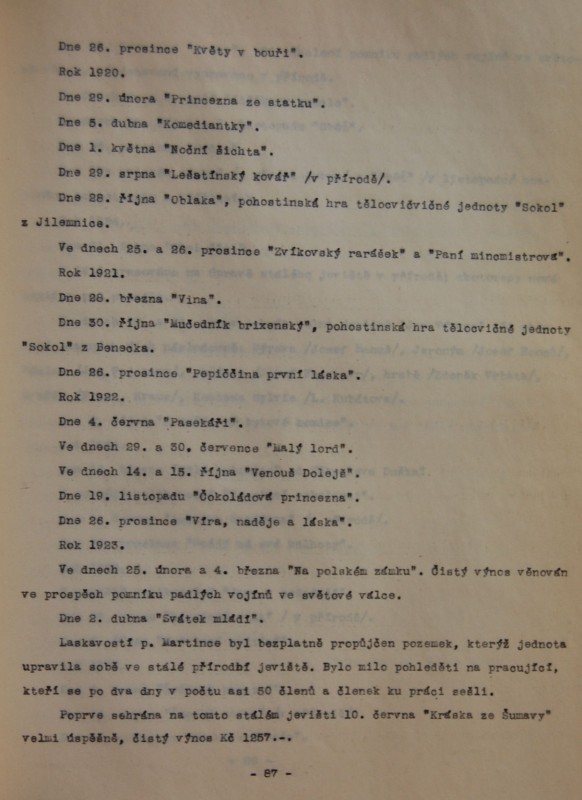 Dne 26. prosince "Květy v bouři".
Rok 1920.
Dne 29. února "Princezna ze statku".
Dne 5. dubna "Komediantky".
Dne 1. května "Noční šichta".
Dne 29. srpna "Lešetínský kovář" /v přírodě/.
Dne 28. října "Oblaka", pohostinská hra tělocvičvičné jednoty "Sokol"
z Jilemnice.
Ve dnech 25. a 26. prosince "Zvíkovský rarášek" a "Paní mincmistrová".
Rok 1921.
Dne 28. března "Vina".
Dne 30. října "Mučedník brixenský", pohostinská hra tělocvičné jednoty
"Sokol" z Benecka.
Dne 26. prosince "Pepiččina první láska".
Rok 1922.
Dne 4. června "Pasekáři".
Ve dnech 29. a 30. července "Malý lord".
Ve dnech 14. a 15. října "Venouš Dolejš".
Dne 19. listopadu "Čokoládová princezna".
Dne 26. prosince "Víra, naděje a láska".
Rok 1923.
Ve dnech 25. února a 4. března "Na polském zámku". Čistý výnos věnován
ve prospěch pomníku padlých vojínů ve světové válce.
Dne 2. dubna "Svátek mládí".
Laskavostí p. Martince byl bezplatně propůjčen pozemek, kterýž jednota
upravila sobě ve stálé přírodní jeviště. Bylo milo pohleděti na pracující,
kteří se po dva dny v počtu asi 50 členů a členek ku práci sešli.
Poprve sehrána na tomto stálém jevišti 10. června "Kráska ze Šumavy"
velmi úspěšně, čistý výnos Kč 1257.-.
- 87 -